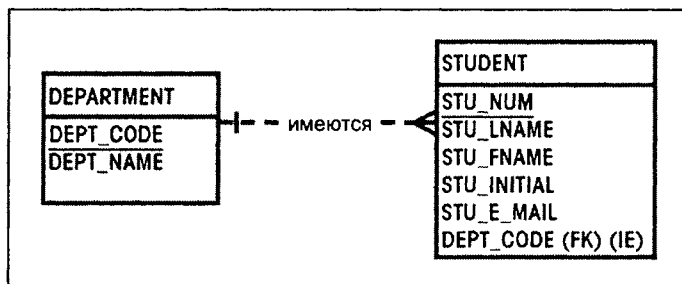 DEPARTMENT
DEPT_CODE
DEPT_NAME
имеются
STUDENT
STU_NUM
STU_LNAME
STU_FNAME
STU_INITIAL
STU_E_MAIL
DEPT_CODE (FK) (IE)